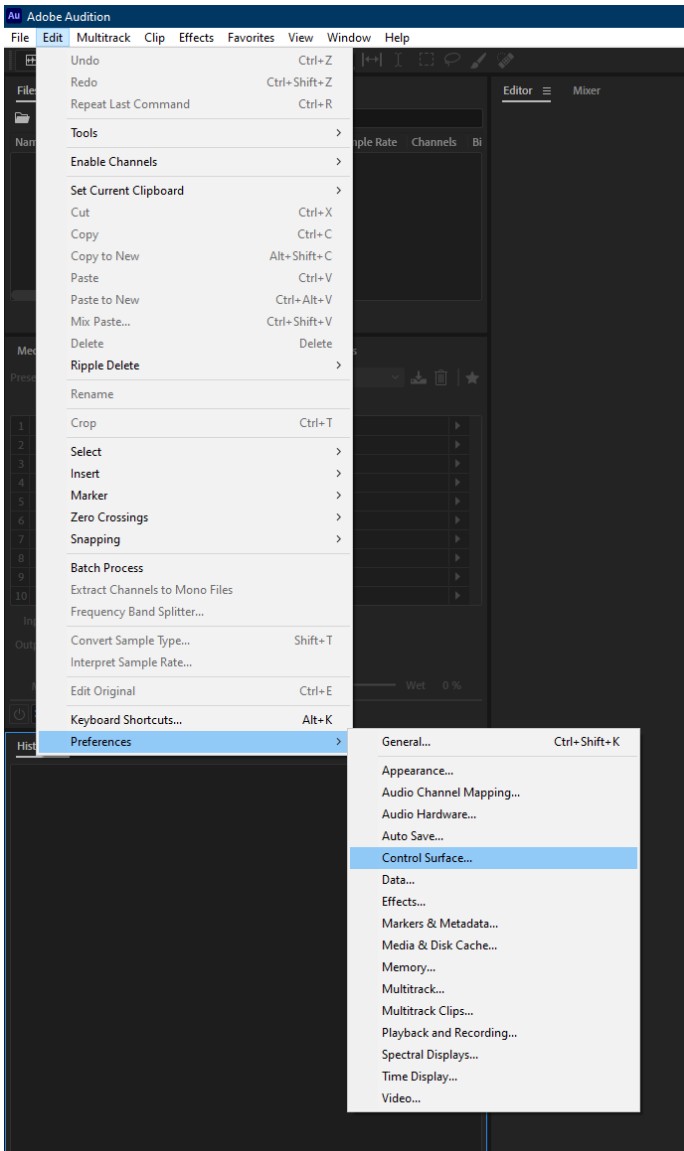 Au Adobe Audition
File Edit Multitrack Clip Effects Favorites View Window Help
Undo Ctrl+Z
Redo Ctrl+Shift+Z
Repeat Last Command Ctrl+R
Editor Mixer
Tools
Rate Channels Bi
Enable Channels
Set Current Clipboard
Cut Ctrl+X
Copy Ctrl+C
Copy to New Alt+Shift+C
Paste Ctrl+V
Paste to New Ctrl+Alt+V
Mix Paste... Ctrl+Shift+V
Delete Delete
Ripple Delete
Rename
Crop Ctrl+T
1
2
3
4
5
6
7
8
9
10
Select
Insert
Marker
Zero Crossings
Snapping
Batch Process
Extract Channels to Mono Files
Frequency Band Splitter...
Convert Sample Type... Shift+T
Interpret Sample Rate...
Wet 0 %
Edit Original Ctrl+E
Keyboard Shortcuts... Alt+K
Preferences
General... Ctrl+Shift+K
Appearance...
Audio Channel Mapping...
Audio Hardware...
Auto Save...
Control Surface...
Data...
Effects...
Markers & Metadata...
Media & Disk Cache...
Memory...
Multitrack...
Multitrack Clips...
Playback and Recording...
Spectral Displays...
Time Display...
Video...